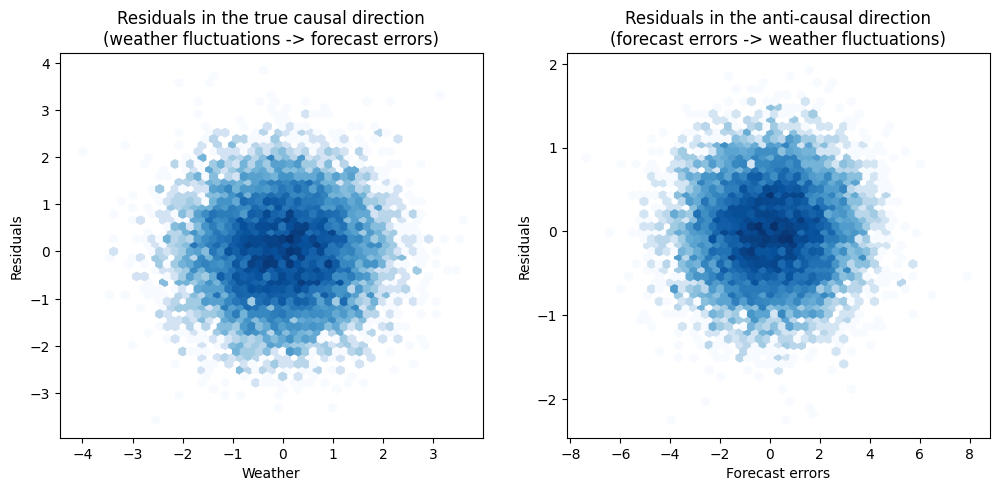 Residuals in the true causal direction
(weather fluctuations -> forecast errors)
4
3
2
1
0
−1
−2
−3
Residuals
−4 −3 −2 −1 0 1 2 3
Weather
Residuals in the anti-causal direction
(forecast errors -> weather fluctuations)
2
1
0
−1
−2
Residuals
−8 −6 −4 −2 0 2 4 6 8
Forecast errors